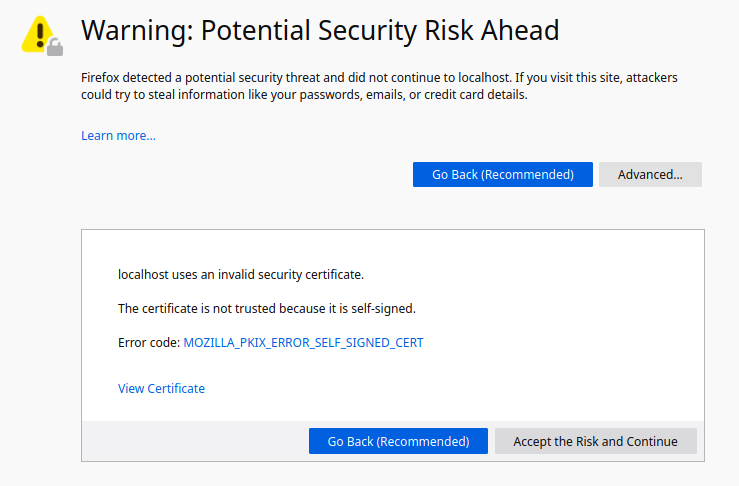 Warning: Potential Security Risk Ahead
Firefox detected a potential security threat and did not continue to localhost. If you visit this site, attackers
could try to steal information like your passwords, emails, or credit card details.
Learn more...
Go Back (Recommended)
Advanced...
localhost uses an invalid security certificate.
The certificate is not trusted because it is self-signed.
Error code: MOZILLA_PKIX_ERROR_SELF_SIGNED_CERT
View Certificate
Go Back (Recommended)
Accept the Risk and Continue